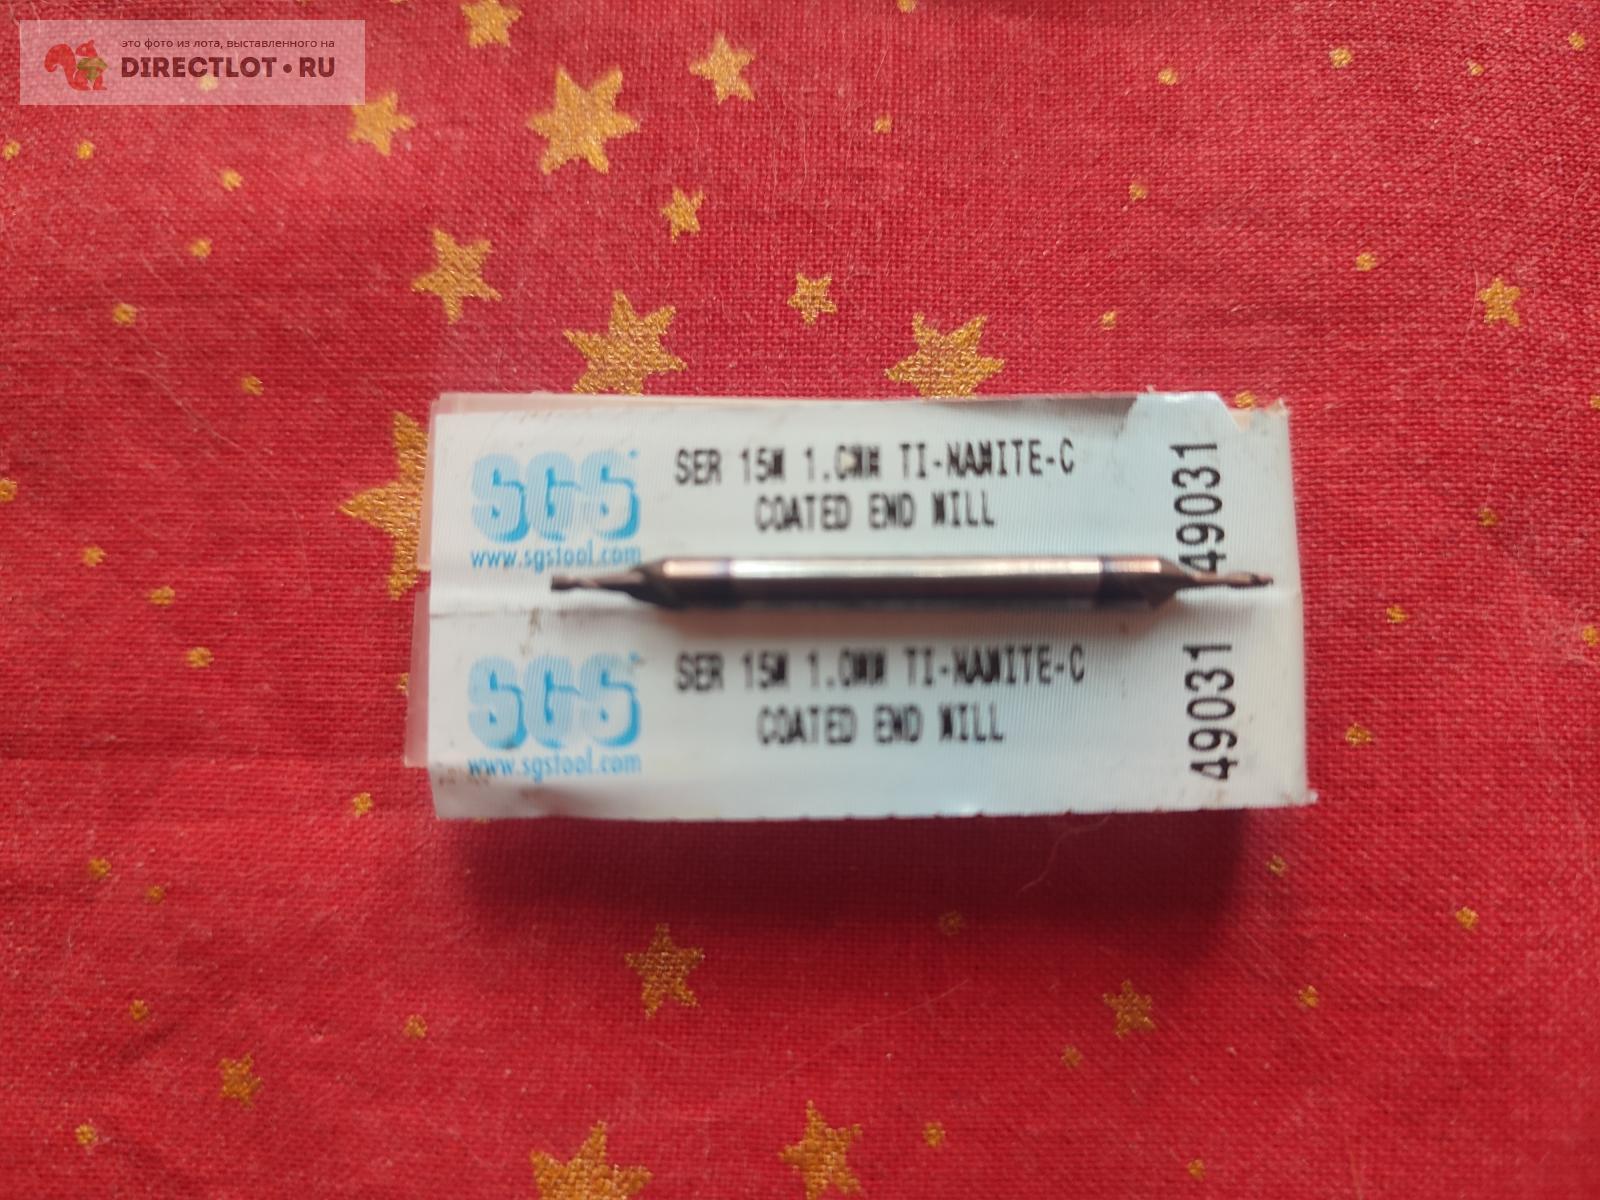 это фото из лота, выставленного на
DIRECTLOT•RU
SGS
www.sgstool.com
SER 15M 1.0MM TI-NAMITE-C
COATED END MILL
49031
SGS
www.sgstool.com
SER 15M 1.0MM TI-NAMITE-C
COATED END MILL
49031